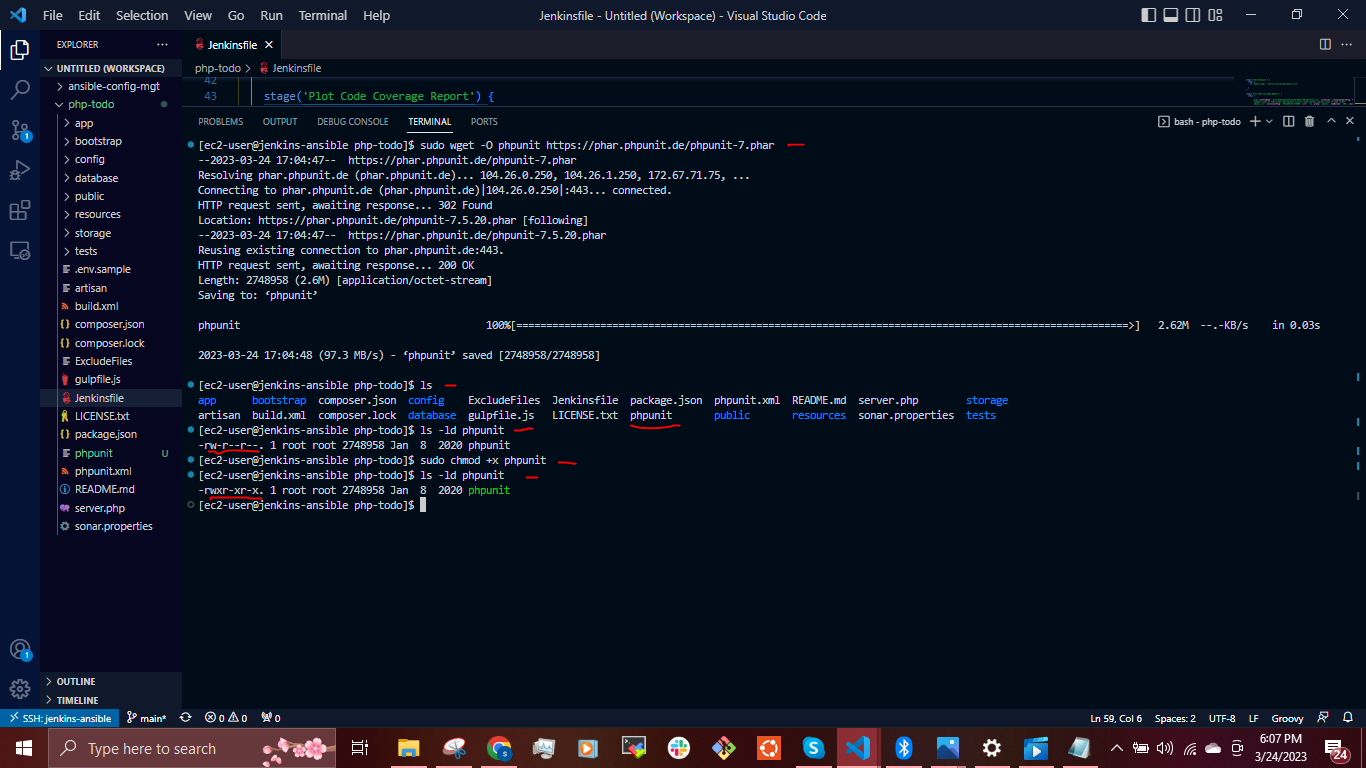 File Edit Selection View Go Run Terminal Help
Jenkinsfile - Untitled (Workspace) - Visual Studio Code
EXPLORER
UNTITLED (WORKSPACE)
ansible-config-mgt
php-todo
app
bootstrap
config
database
public
resources
storage
tests
.env.sample
artisan
build.xml
composer.json
composer.lock
ExcludeFiles
gulpfile.js
Jenkinsfile
LICENSE.txt
package.json
phpunit U
phpunit.xml
README.md
server.php
sonar.properties
OUTLINE
TIMELINE
1
1
Jenkinsfile
php-todo > Jenkinsfile
42
43 stage('Plot Code Coverage Report') {
PROBLEMS OUTPUT DEBUG CONSOLE TERMINAL PORTS
bash - php-todo
[ec2-user@jenkins-ansible php-todo]$ sudo wget -O phpunit https://phar.phpunit.de/phpunit-7.phar
--2023-03-24 17:04:47-- https://phar.phpunit.de/phpunit-7.phar
Resolving phar.phpunit.de (phar.phpunit.de)... 104.26.0.250, 104.26.1.250, 172.67.71.75, ...
Connecting to phar.phpunit.de (phar.phpunit.de)|104.26.0.250|:443... connected.
HTTP request sent, awaiting response... 302 Found
Location: https://phar.phpunit.de/phpunit-7.5.20.phar [following]
--2023-03-24 17:04:47-- https://phar.phpunit.de/phpunit-7.5.20.phar
Reusing existing connection to phar.phpunit.de:443.
HTTP request sent, awaiting response... 200 OK
Length: 2748958 (2.6M) [application/octet-stream]
Saving to: ‘phpunit’
phpunit 100%[======================================================================================================>] 2.62M --.-KB/s in 0.03s
2023-03-24 17:04:48 (97.3 MB/s) - ‘phpunit’ saved [2748958/2748958]
[ec2-user@jenkins-ansible php-todo]$ ls
app bootstrap composer.json config ExcludeFiles Jenkinsfile package.json phpunit.xml README.md server.php storage
artisan build.xml composer.lock database gulpfile.js LICENSE.txt phpunit public resources sonar.properties tests
[ec2-user@jenkins-ansible php-todo]$ ls -ld phpunit
-rw-r--r--. 1 root root 2748958 Jan 8 2020 phpunit
[ec2-user@jenkins-ansible php-todo]$ sudo chmod +x phpunit
[ec2-user@jenkins-ansible php-todo]$ ls -ld phpunit
-rwxr-xr-x. 1 root root 2748958 Jan 8 2020 phpunit
[ec2-user@jenkins-ansible php-todo]$
SSH: jenkins-ansible main* 0 0 0 Ln 59, Col 6 Spaces: 2 UTF-8 LF Groovy
Type here to search
6:07 PM
3/24/2023
24